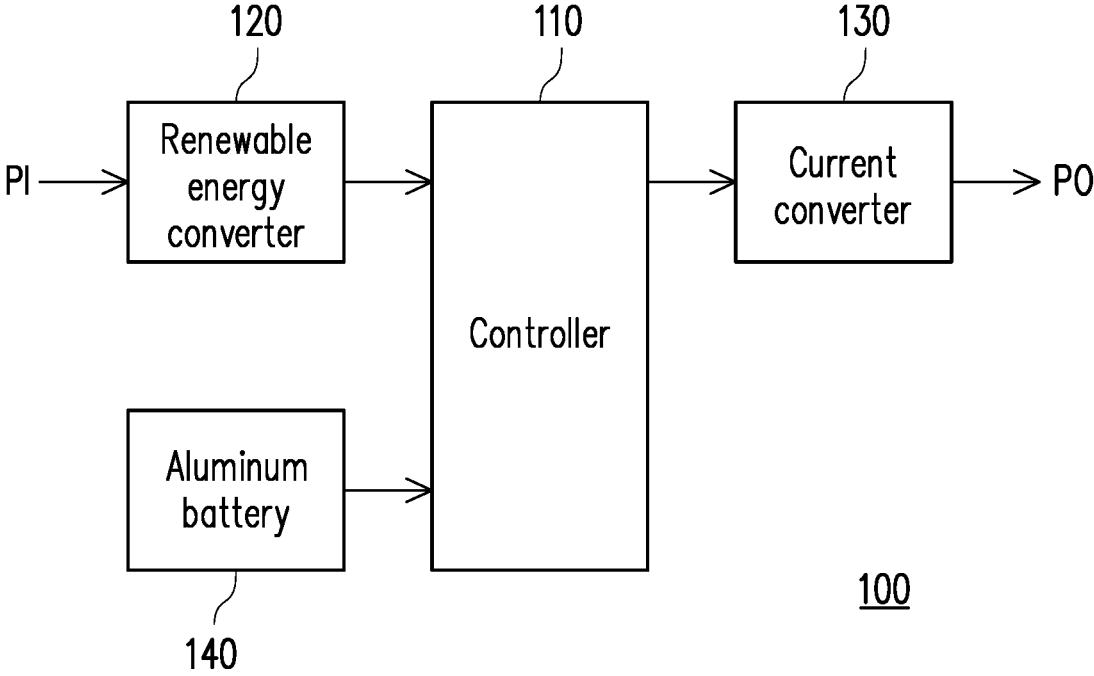 120
110
130
PI
Renewable
energy
converter
Current
converter
PO
Controller
Aluminum
battery
100
140